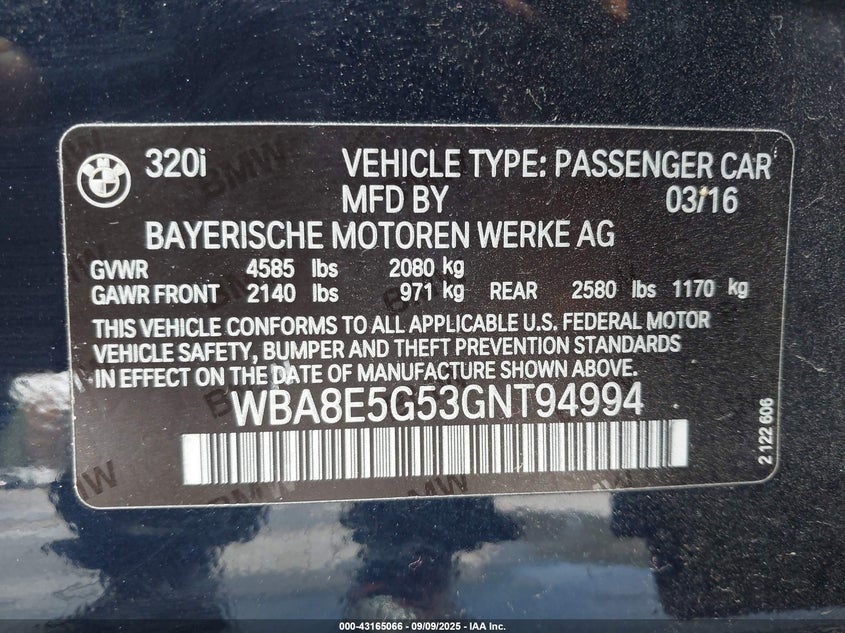 320i VEHICLE TYPE: PASSENGER CAR
MFD BY 03/16
BAYERISCHE MOTOREN WERKE AG
GVWR 4585 lbs 2080 kg
GAWR FRONT 2140 lbs 971 kg REAR 2580 lbs 1170 kg
THIS VEHICLE CONFORMS TO ALL APPLICABLE U.S. FEDERAL MOTOR
VEHICLE SAFETY, BUMPER AND THEFT PREVENTION STANDARDS
IN EFFECT ON THE DATE OF MANUFACTURE SHOWN ABOVE.
WBA8E5G53GNT94994
2 122 606
000-43165066 - 09/09/2025 - IAA Inc.